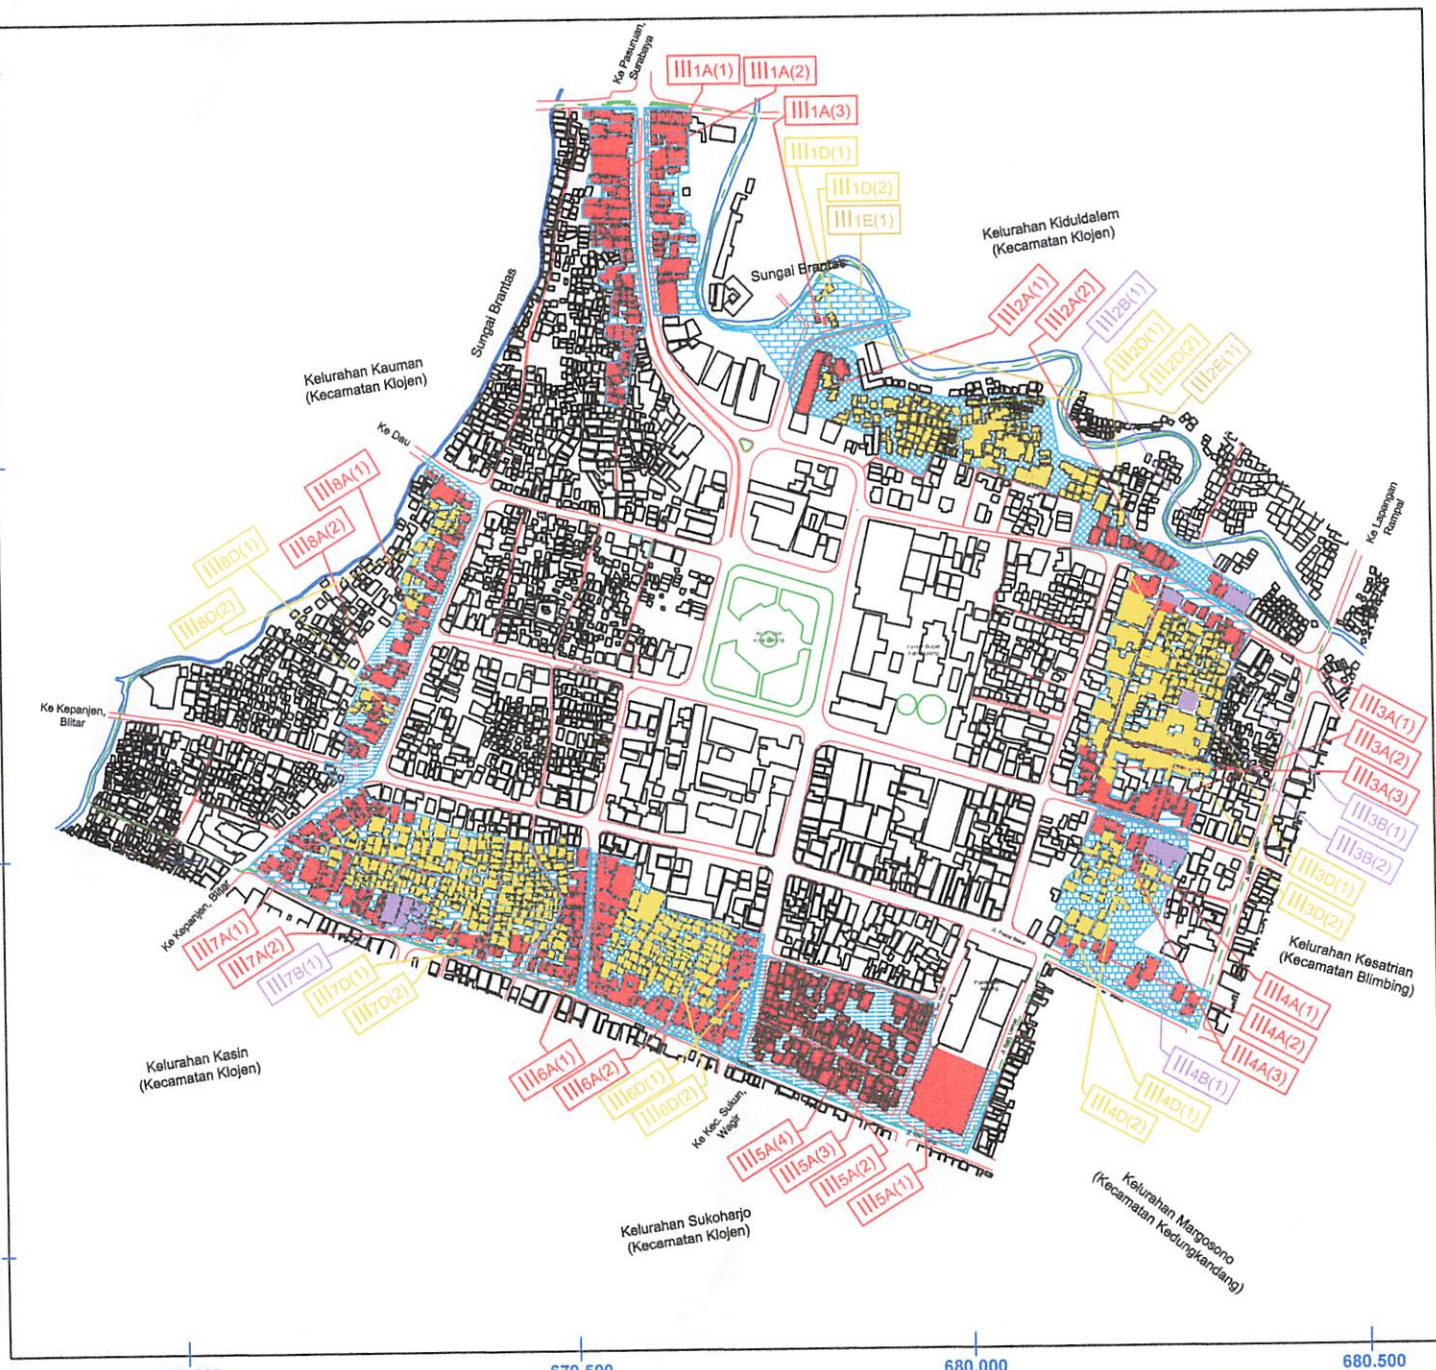 Ke Pasuruan,
Surabaya
III1A(1)
III1A(2)
III1A(3)
III1D(1)
III1D(2)
III1E(1)
Kelurahan Kiduldalem
(Kecamatan Klojen)
Sungai Brantas
Sungai Brantas
III2A(1)
III2A(2)
III2B(1)
III2D(1)
III2D(2)
III2E(1)
Kelurahan Kauman
(Kecamatan Klojen)
Ke Dau
Ke Lapangan
Rampal
III8A(1)
III8A(2)
III8D(1)
III8D(2)
Ke Kepanjen,
Blitar
III3A(1)
III3A(2)
III3A(3)
III3B(1)
III3B(2)
III3D(1)
III3D(2)
Kelurahan Kesatrian
(Kecamatan Blimbing)
Ke Kepanjen, Blitar
III7A(1)
III7A(2)
III7B(1)
III7D(1)
III7D(2)
III4A(1)
III4A(2)
III4A(3)
III4B(1)
III4D(1)
III4D(2)
Kelurahan Kasin
(Kecamatan Klojen)
III6A(1)
III6A(2)
III6D(1)
III6D(2)
Ke Kec. Sukun,
Wagir
III5A(4)
III5A(3)
III5A(2)
III5A(1)
Kelurahan Sukoharjo
(Kecamatan Klojen)
Kelurahan Margosono
(Kecamatan Kedungkandang)
680.000
680.500